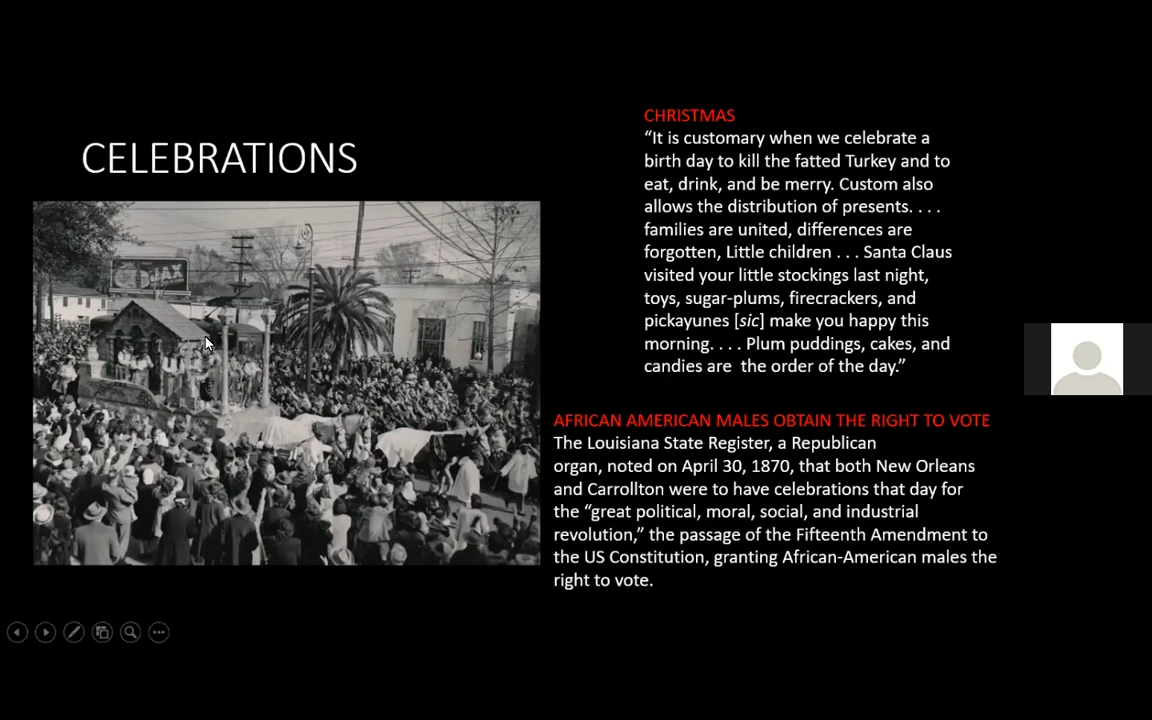 CELEBRATIONS
CHRISTMAS
“It is customary when we celebrate a
birth day to kill the fatted Turkey and to
eat, drink, and be merry. Custom also
allows the distribution of presents. . . .
families are united, differences are
forgotten, Little children . . . Santa Claus
visited your little stockings last night,
toys, sugar-plums, firecrackers, and
pickayunes [sic] make you happy this
morning. . . . Plum puddings, cakes, and
candies are the order of the day.”
AFRICAN AMERICAN MALES OBTAIN THE RIGHT TO VOTE
The Louisiana State Register, a Republican
organ, noted on April 30, 1870, that both New Orleans
and Carrollton were to have celebrations that day for
the “great political, moral, social, and industrial
revolution,” the passage of the Fifteenth Amendment to
the US Constitution, granting African-American males the
right to vote.